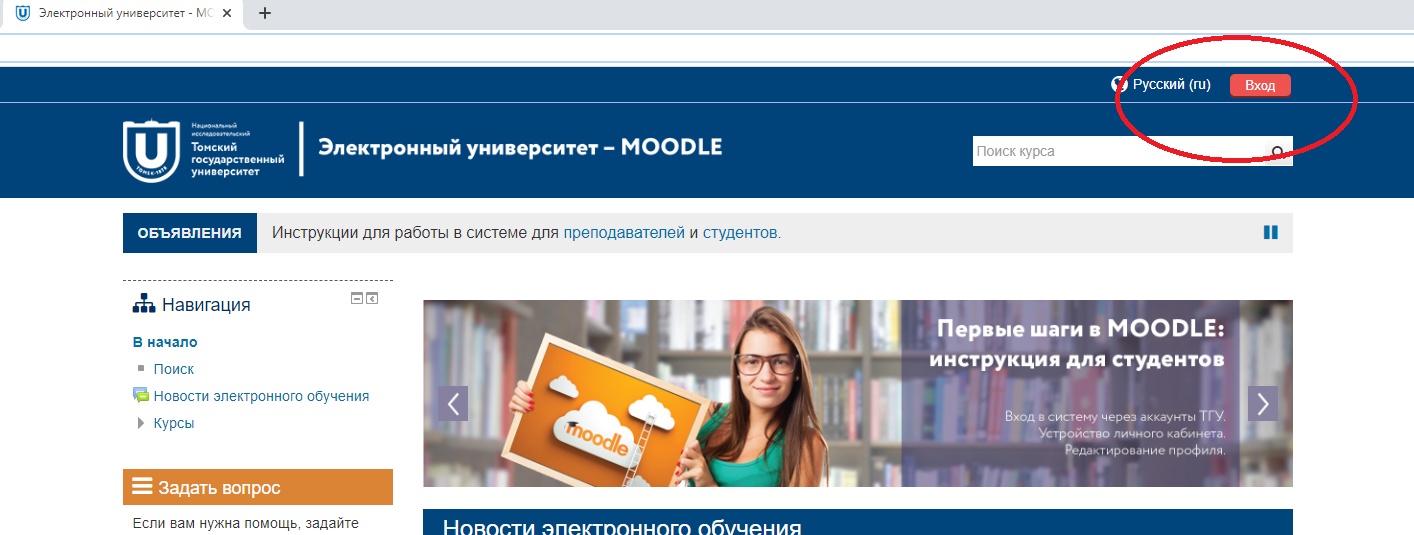 Электронный университет - МО
Русский (ru)
Вход
Национальный
исследовательский
Томский
государственный
университет
ТОМСК-1878
Электронный университет – MOODLE
Поиск курса
ОБЪЯВЛЕНИЯ
Инструкции для работы в системе для преподавателей и студентов.
Навигация
В начало
Поиск
Новости электронного обучения
Курсы
Задать вопрос
Если вам нужна помощь, задайте
moodle
Первые шаги в MOODLE:
инструкция для студентов
Вход в систему через аккаунты ТГУ.
Устройство личного кабинета.
Редактирование профиля.
Новости электронного обучения